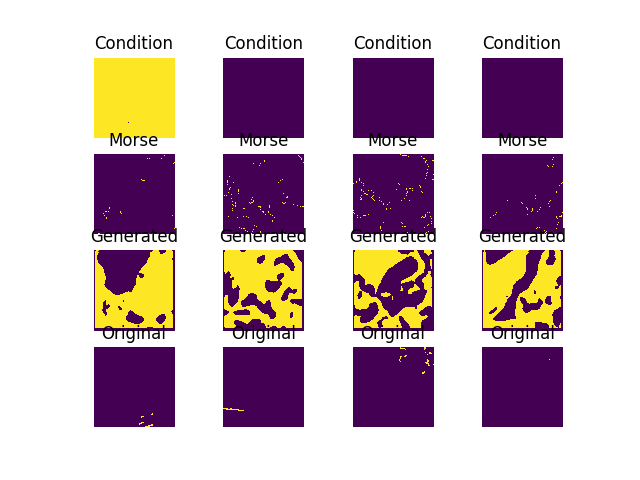 Condition Condition Condition Condition
Morse Morse Morse Morse
Generated Generated Generated Generated
Original Original Original Original